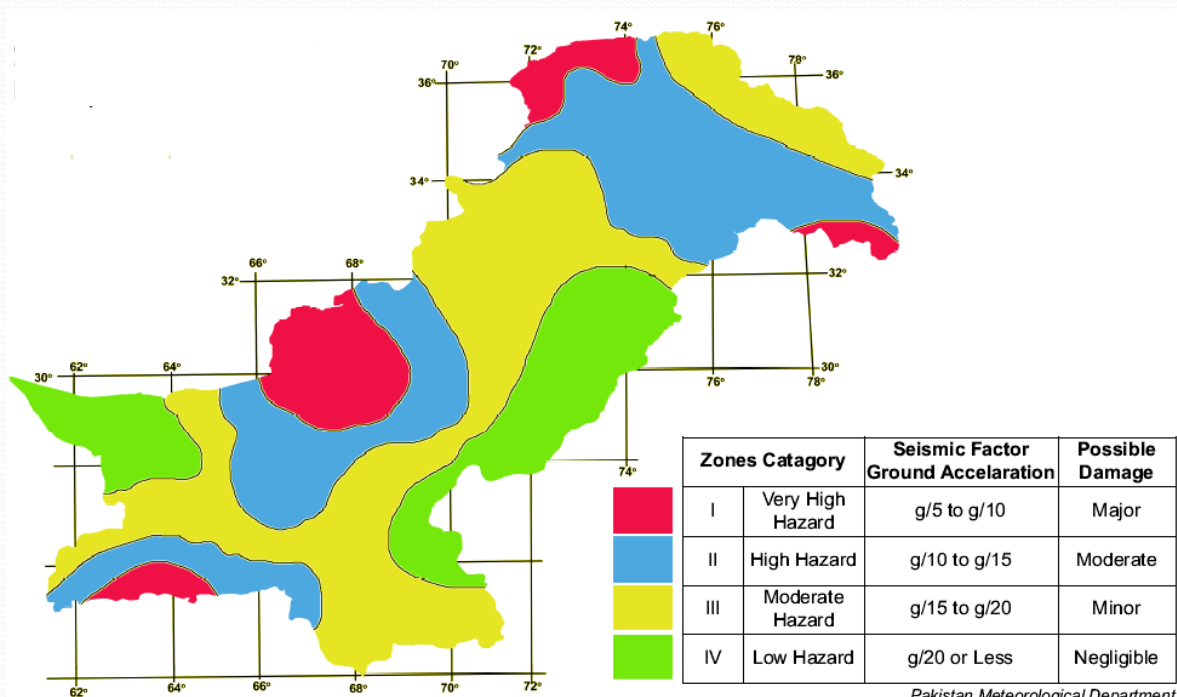 74°
76°
72°
70°
78°
36°
36°
34°
34°
66°
68°
32°
32°
62°
64°
30°
30°
76°
78°
74°
62°
64°
66°
68°
70°
72°
Zones Catagory
Seismic Factor
Ground Accelaration
Possible
Damage
I
Very High
Hazard
g/5 to g/10
Major
II
High Hazard
g/10 to g/15
Moderate
III
Moderate
Hazard
g/15 to g/20
Minor
IV
Low Hazard
g/20 or Less
Negligible
Pakistan Meteorological Department